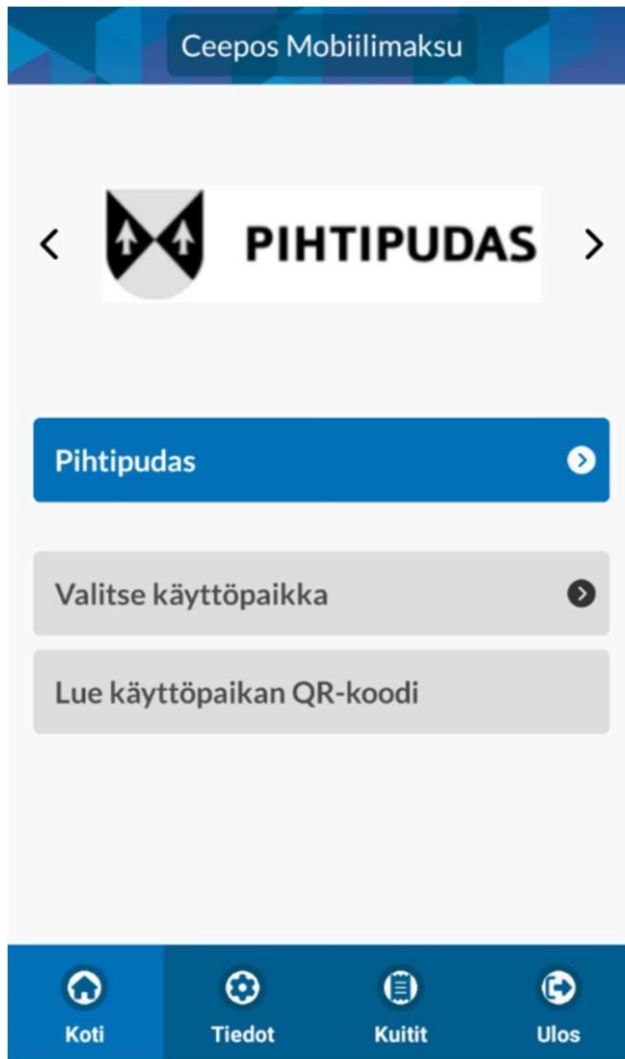 Ceepos Mobiilimaksu
PIHTIPUDAS
Pihtipudas
Valitse käyttöpaikka
Lue käyttöpaikan QR-koodi
Koti
Tiedot
Kuitit
Ulos